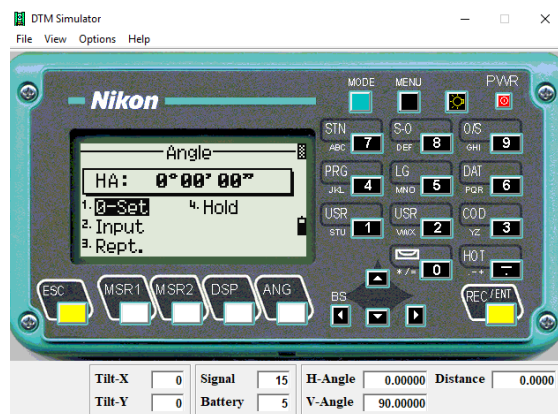 DTM Simulator
File View Options Help
MODE MENU PWR
Nikon
STN S-O O/S
ABC 7 DEF 8 GHI 9
Angle
HA: 0°00'00"
1. 0-Set 4. Hold
2. Input
3. Rept.
PRG LG DAT
JKL 4 MNO 5 PQR 6
USR USR COD
STU 1 VWX 2 YZ 3
HOT
* / = 0 - + .
ESC MSR1 MSR2 DSP ANG BS REC/ENT
Tilt-X 0 Signal 15 H-Angle 0.00000 Distance 0.0000
Tilt-Y 0 Battery 5 V-Angle 90.00000